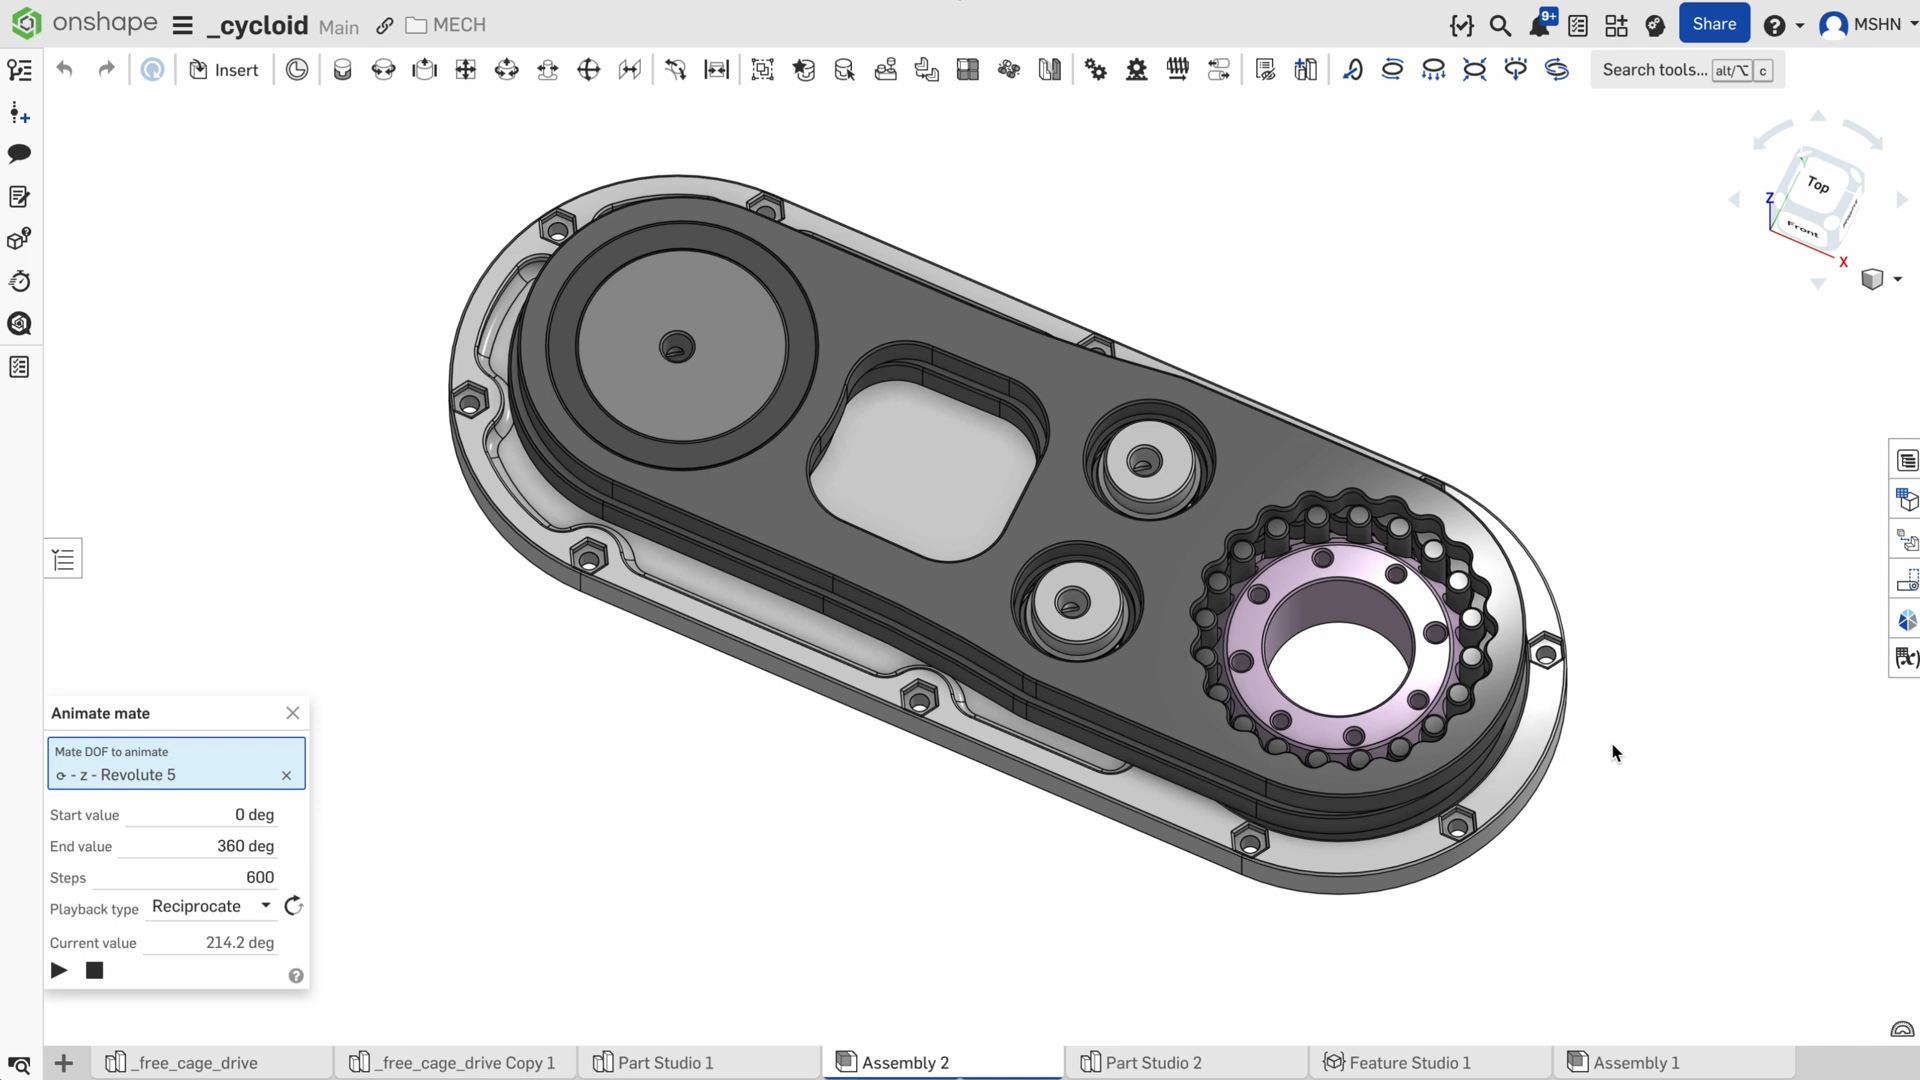 onshape _cycloid Main MECH 9+ Share MSHN
Insert Search tools... alt/⌥ c
Top
Front
Z
Y
X
Animate mate
Mate DOF to animate
- z - Revolute 5
Start value 0 deg
End value 360 deg
Steps 600
Playback type Reciprocate
Current value 214.2 deg
_free_cage_drive _free_cage_drive Copy 1 Part Studio 1 Assembly 2 Part Studio 2 Feature Studio 1 Assembly 1